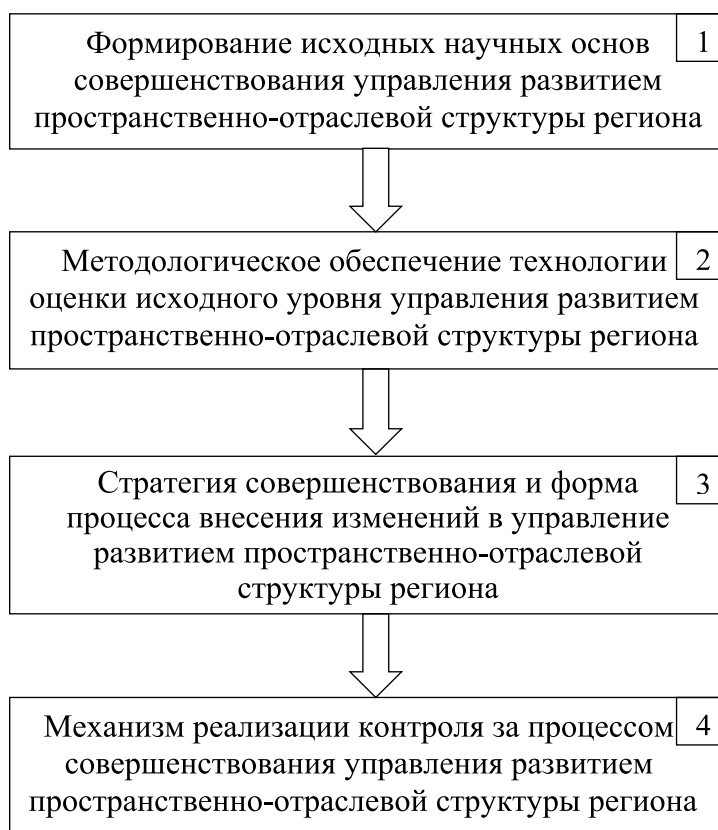 Формирование исходных научных основ 1
совершенствования управления развитием
пространственно-отраслевой структуры региона
Методологическое обеспечение технологии 2
оценки исходного уровня управления развитием
пространственно-отраслевой структуры региона
Стратегия совершенствования и форма 3
процесса внесения изменений в управление
развитием пространственно-отраслевой
структуры региона
Механизм реализации контроля за процессом 4
совершенствования управления развитием
пространственно-отраслевой структуры региона